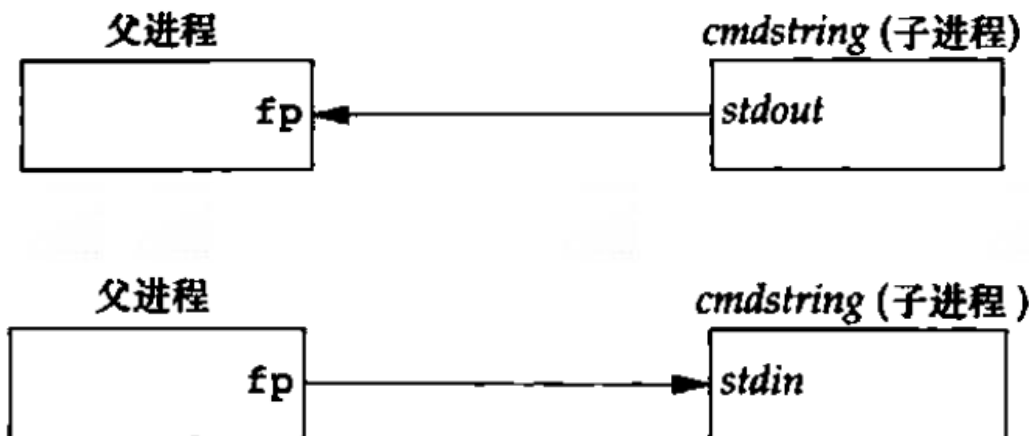 父进程 cmdstring (子进程)
fp stdout
父进程 cmdstring (子进程 )
fp stdin